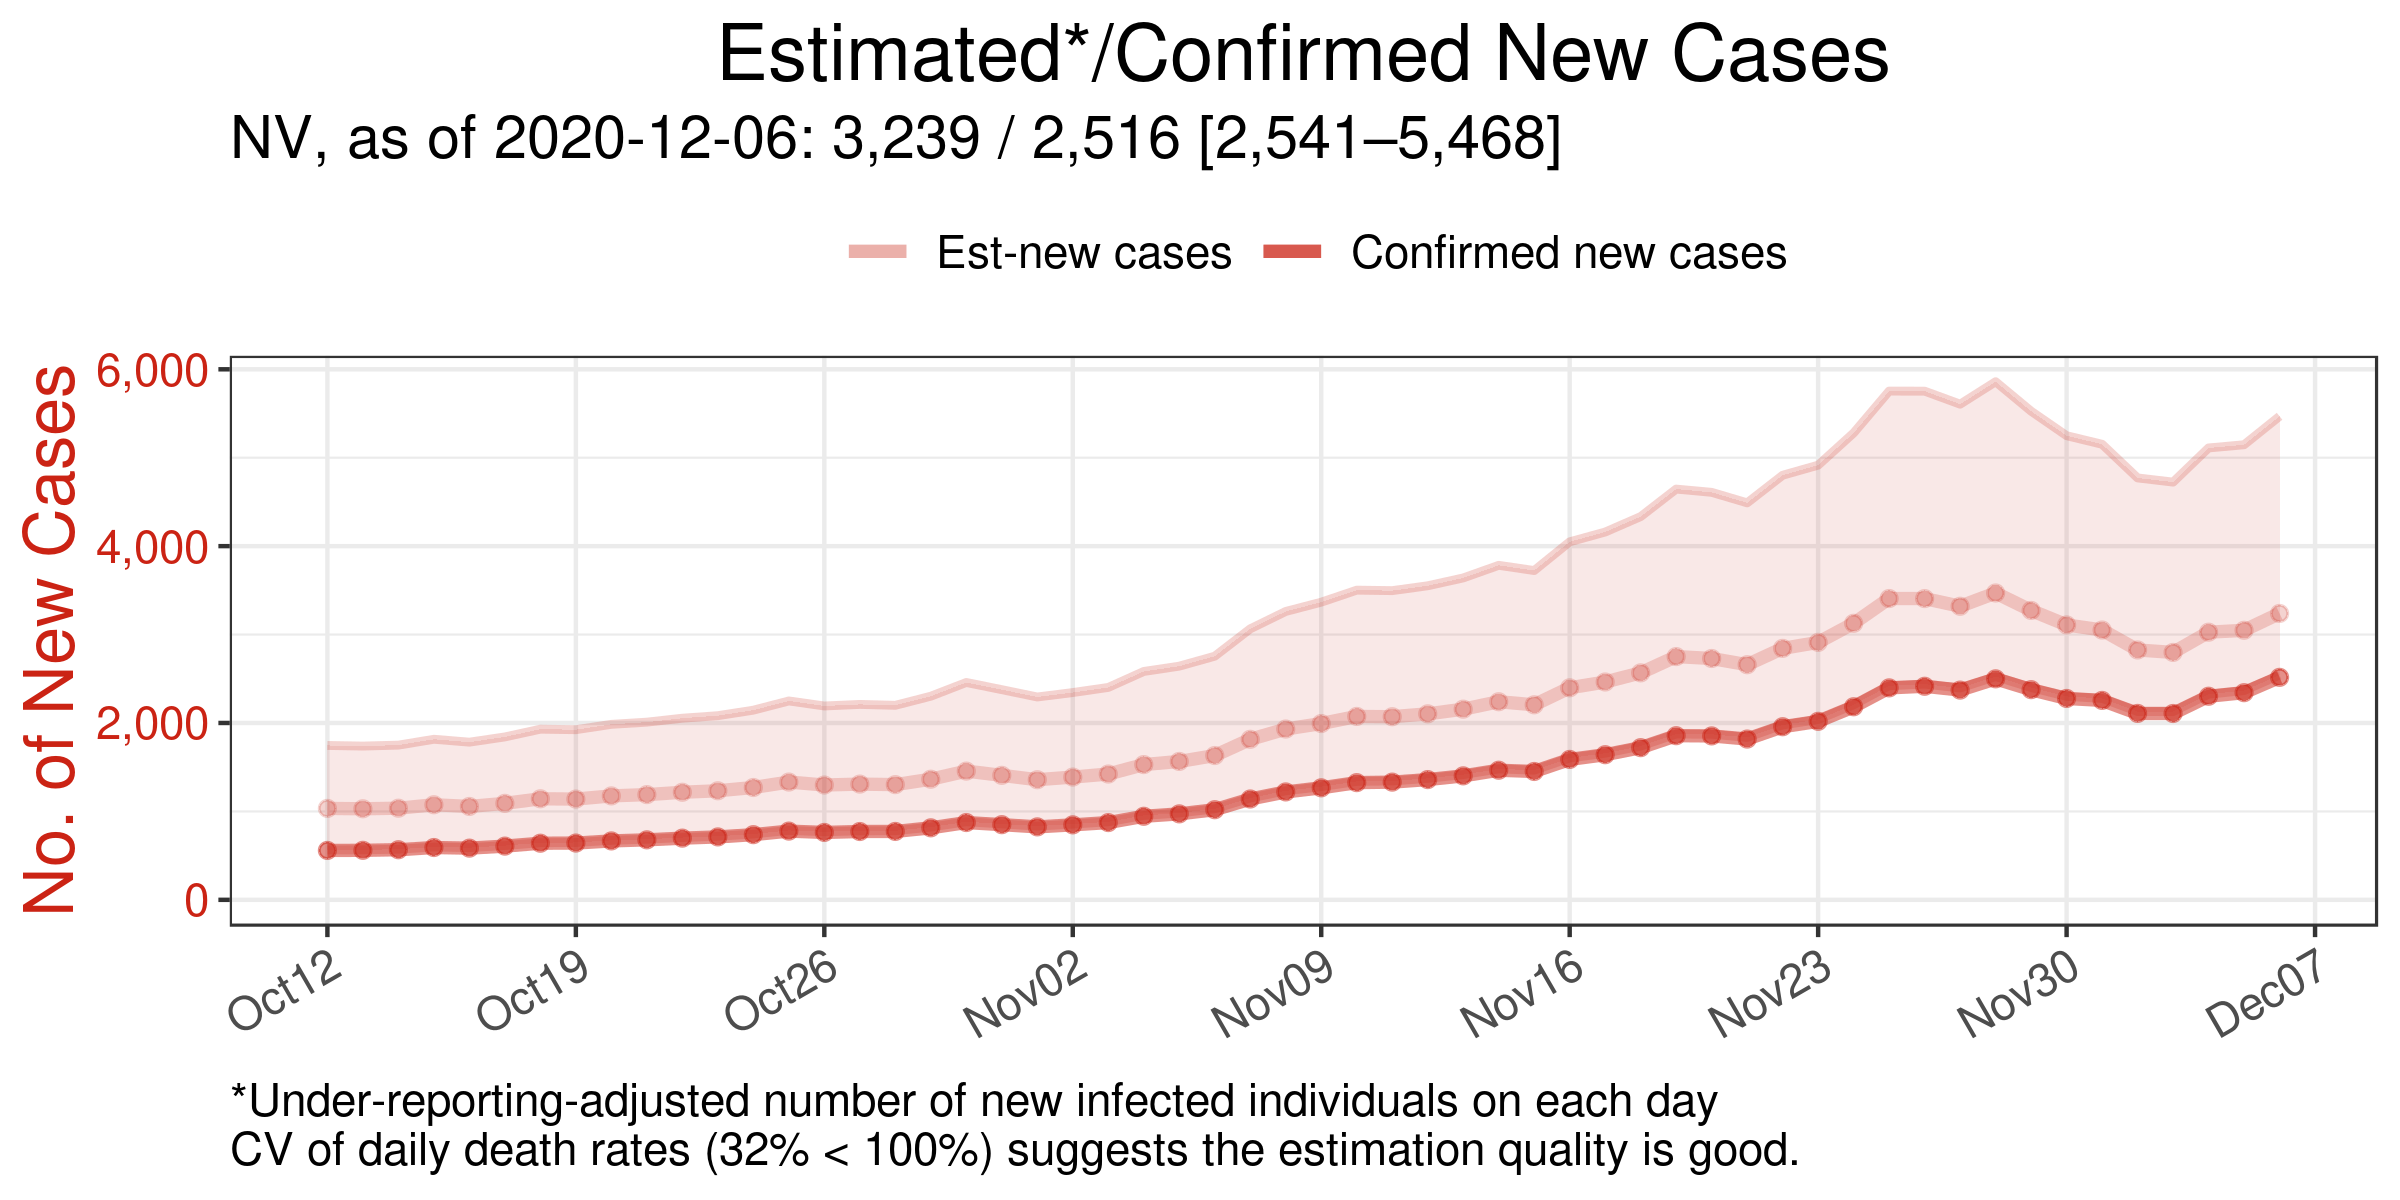 Estimated*/Confirmed New Cases
NV, as of 2020-12-06: 3,239 / 2,516 [2,541–5,468]
Est-new cases
Confirmed new cases
No. of New Cases
6,000
4,000
2,000
0
Oct12
Oct19
Oct26
Nov02
Nov09
Nov16
Nov23
Nov30
Dec07
*Under-reporting-adjusted number of new infected individuals on each day
CV of daily death rates (32% < 100%) suggests the estimation quality is good.